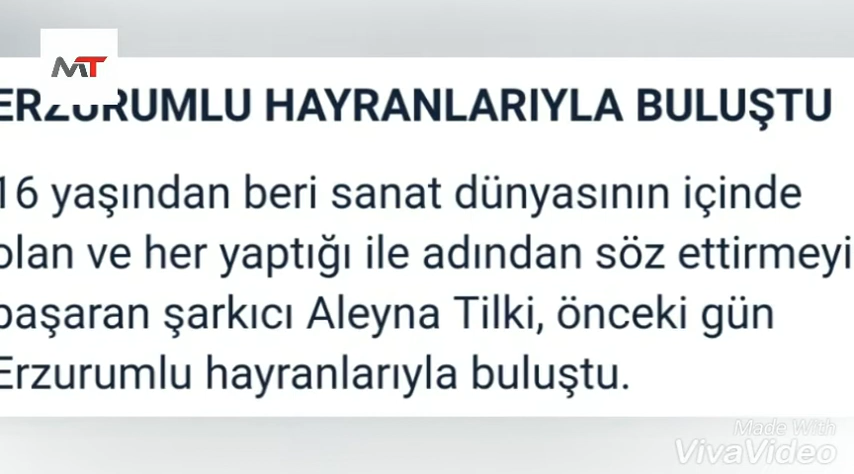 MT
ERZURUMLU HAYRANLARIYLA BULUŞTU
16 yaşından beri sanat dünyasının içinde
olan ve her yaptığı ile adından söz ettirmeyi
başaran şarkıcı Aleyna Tilki, önceki gün
Erzurumlu hayranlarıyla buluştu.
Made With
VivaVideo